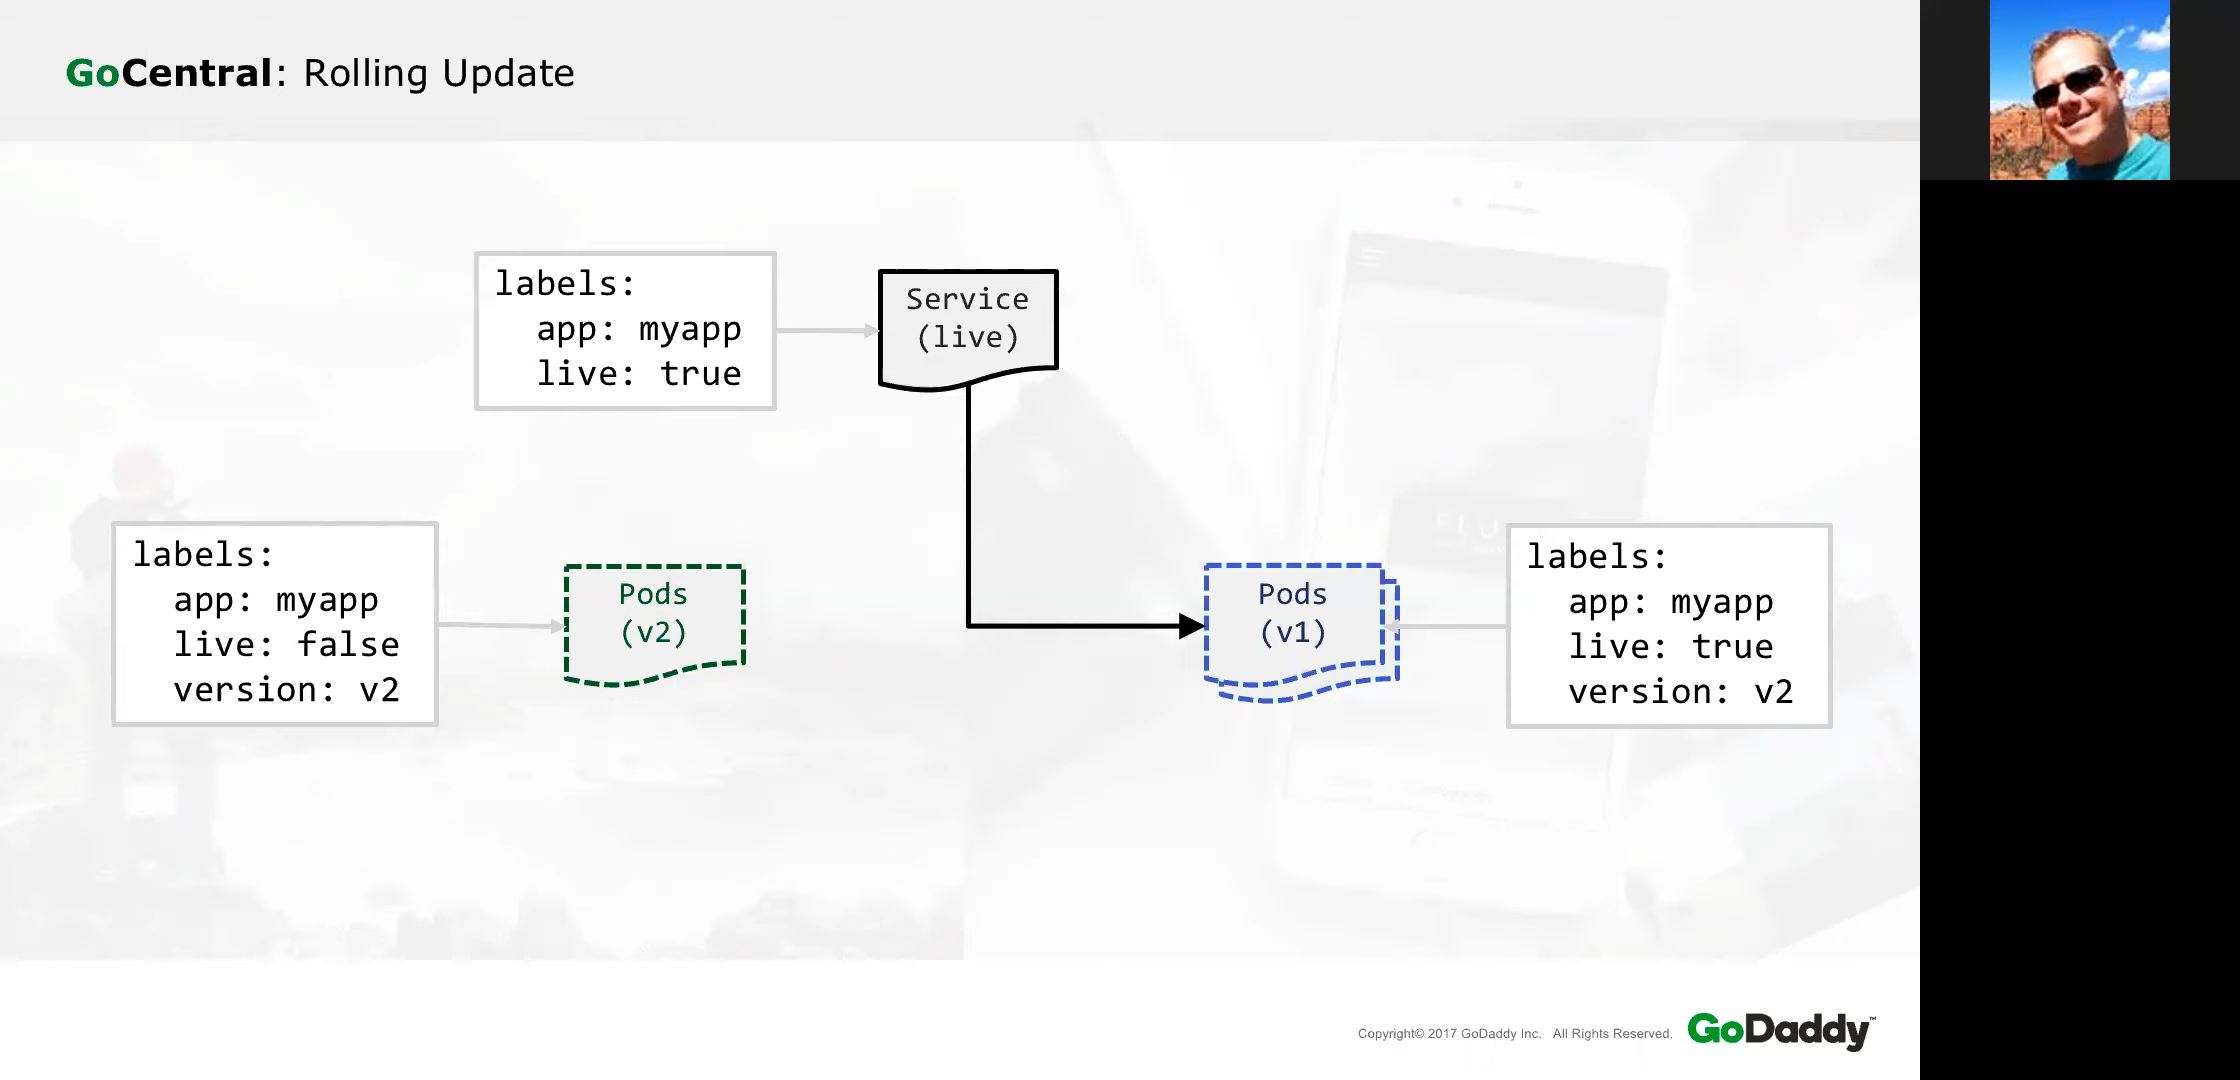 GoCentral: Rolling Update
labels:
app: myapp
live: true
Service
(live)
labels:
app: myapp
live: false
version: v2
Pods
(v2)
Pods
(v1)
labels:
app: myapp
live: true
version: v2
Copyright© 2017 GoDaddy Inc. All Rights Reserved.
GoDaddy™